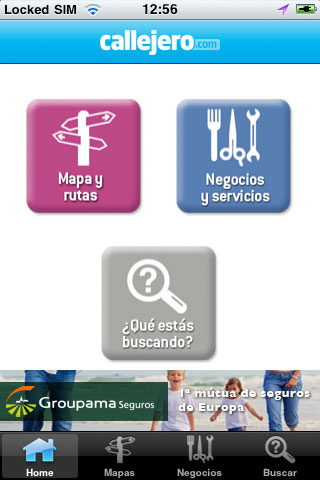 Locked SIM 12:56
callejero.com
Mapa y
rutas
Negocios
y servicios
¿Qué estás
buscando?
Groupama Seguros
1ª mutua de seguros
de Europa
Home Mapas Negocios Buscar